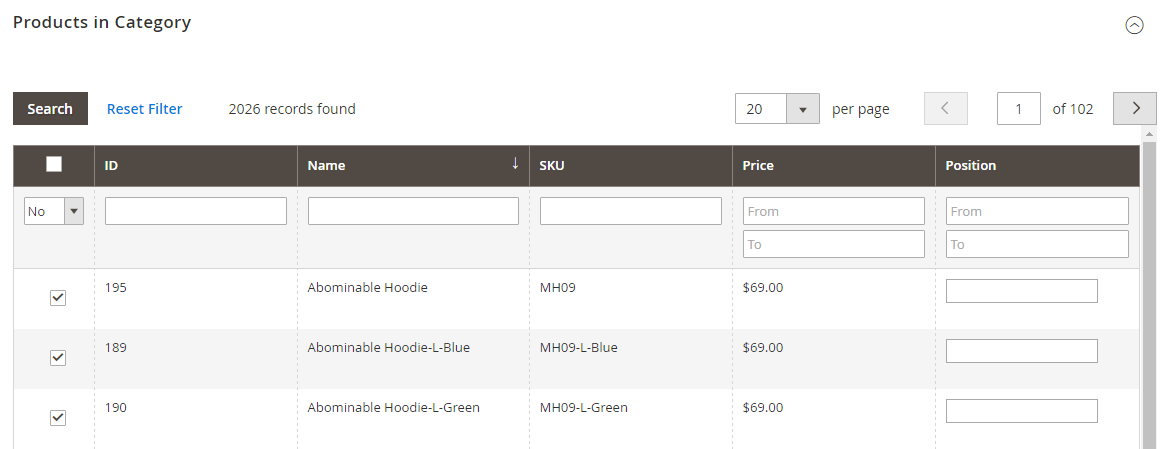 Products in Category
Search Reset Filter 2026 records found 20 per page 1 of 102
ID Name SKU Price Position
No From From
To To
195 Abominable Hoodie MH09 $69.00
189 Abominable Hoodie-L-Blue MH09-L-Blue $69.00
190 Abominable Hoodie-L-Green MH09-L-Green $69.00